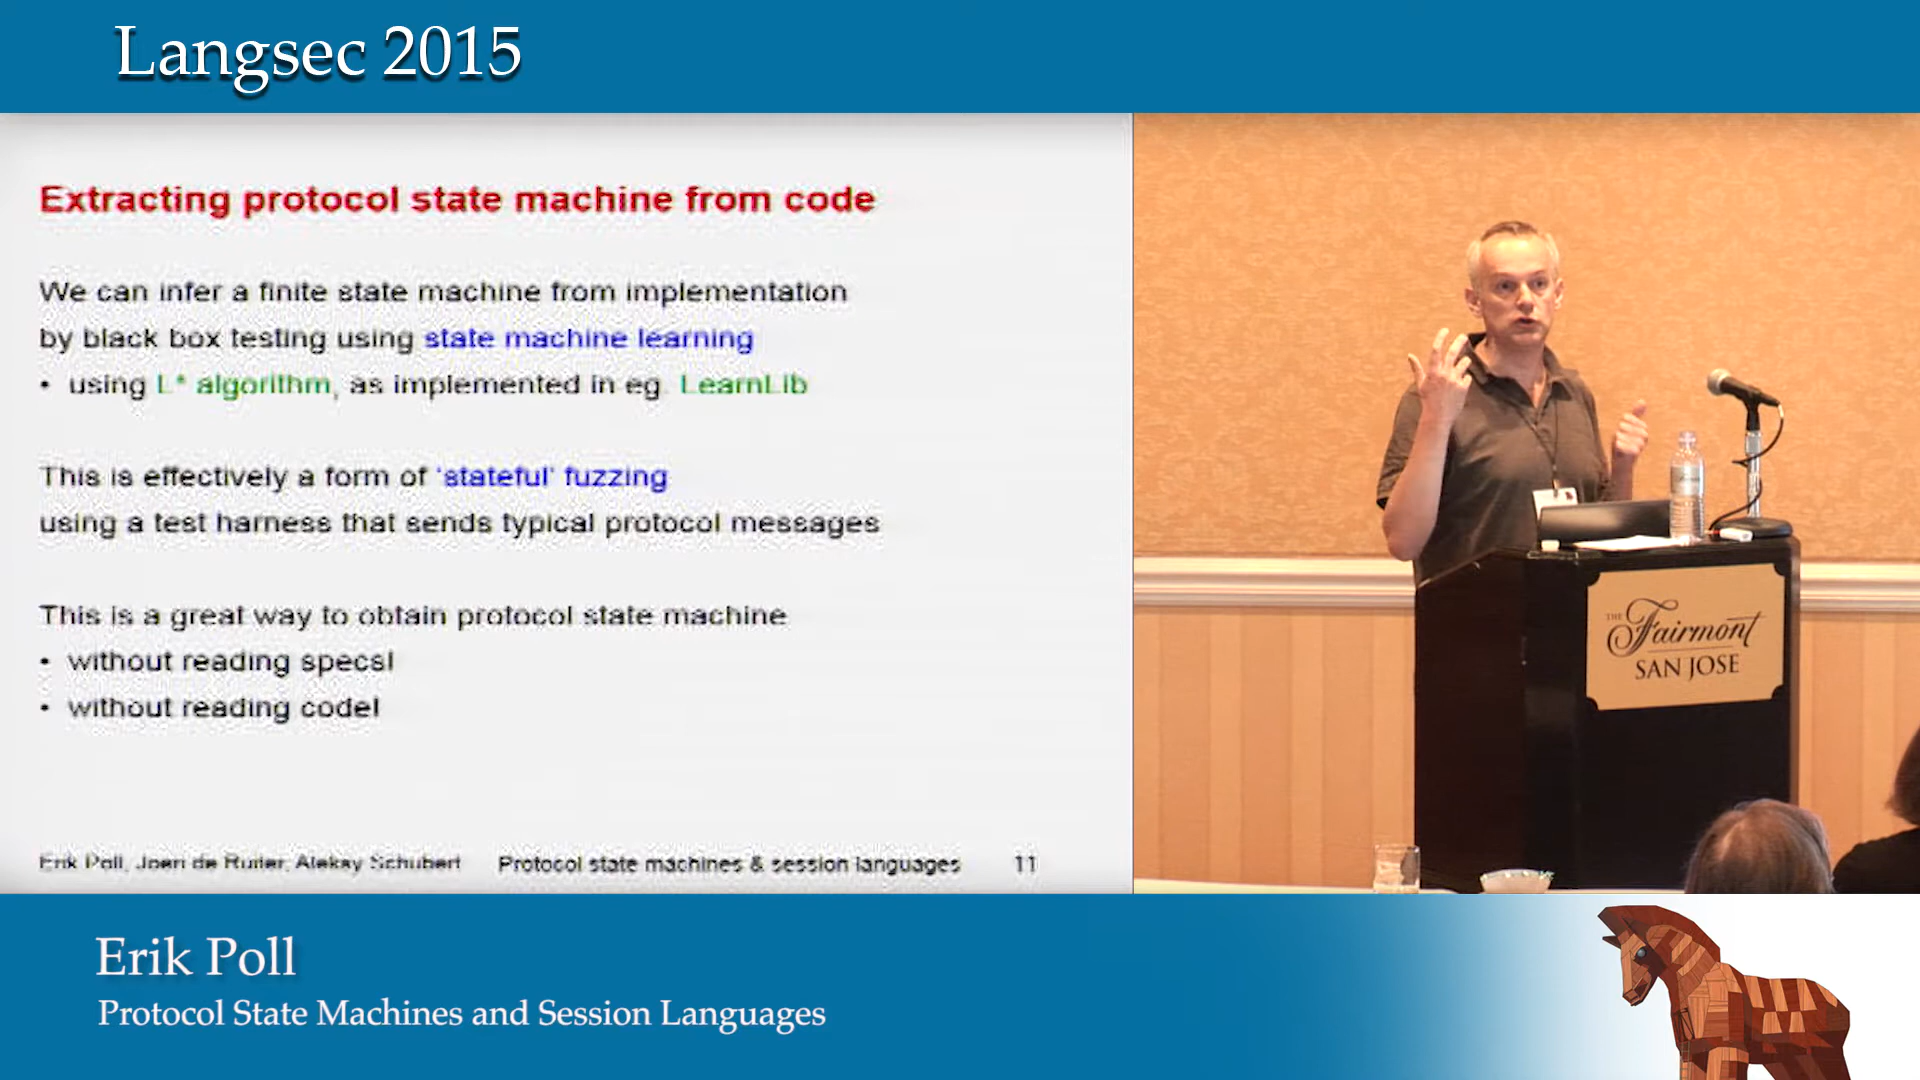 Langsec 2015
Extracting protocol state machine from code
We can infer a finite state machine from implementation
by black box testing using state machine learning
• using L* algorithm, as implemented in eg. LearnLib
This is effectively a form of 'stateful' fuzzing
using a test harness that sends typical protocol messages
This is a great way to obtain protocol state machine
• without reading specs!
• without reading code!
Erik Poll, Joeri de Ruiter, Aleksy Schubert Protocol state machines & session languages 11
THE Fairmont
SAN JOSE
Erik Poll
Protocol State Machines and Session Languages